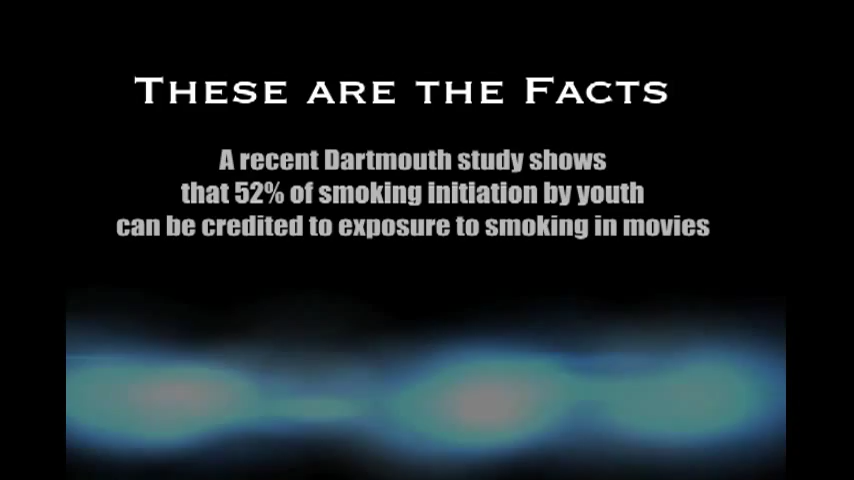 These are the Facts
A recent Dartmouth study shows
that 52% of smoking initiation by youth
can be credited to exposure to smoking in movies